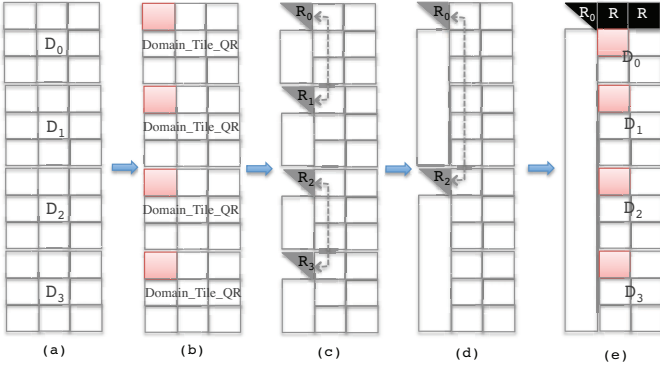 D0
D1
D2
D3
(a)
Domain_Tile_QR
Domain_Tile_QR
Domain_Tile_QR
Domain_Tile_QR
(b)
R0
R1
R2
R3
(c)
R0
R2
(d)
R0 R R
D0
D1
D2
D3
(e)